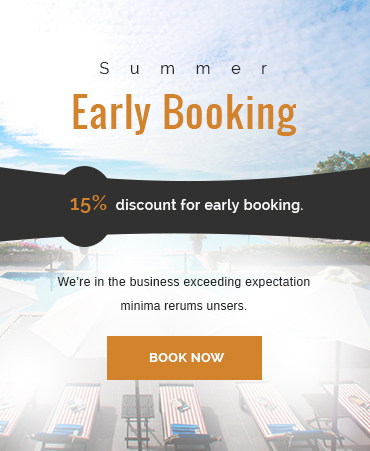 Summer
Early Booking
15% discount for early booking.
We're in the business exceeding expectation
minima rerums unsers.
BOOK NOW